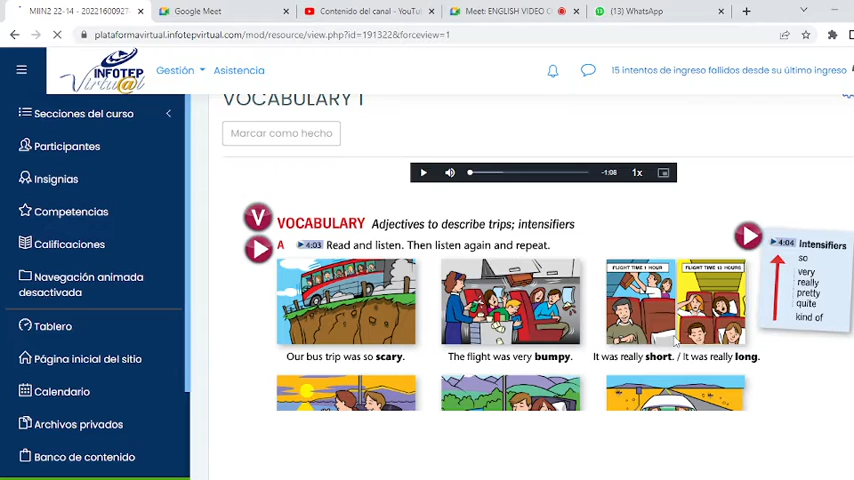 MIIN2 22-14 - 2022160092
Google Meet
Contenido del canal - YouTu
Meet: ENGLISH VIDEO C
(13) WhatsApp
plataformavirtual.infotepvirtual.com/mod/resource/view.php?id=191322&forceview=1
INFOTEP
Virtu@l
Gestión
Asistencia
15 intentos de ingreso fallidos desde su último ingreso
Secciones del curso
Participantes
Insignias
Competencias
Calificaciones
Navegación animada
desactivada
Tablero
Página inicial del sitio
Calendario
Archivos privados
Banco de contenido
VOCABULARY 1
Marcar como hecho
-1:08
1x
V VOCABULARY Adjectives to describe trips; intensifiers
A 4:03 Read and listen. Then listen again and repeat.
FLIGHT TIME 1 HOUR
FLIGHT TIME 13 HOURS
Our bus trip was so scary.
The flight was very bumpy.
It was really short. / It was really long.
4:04 Intensifiers
so
very
really
pretty
quite
kind of